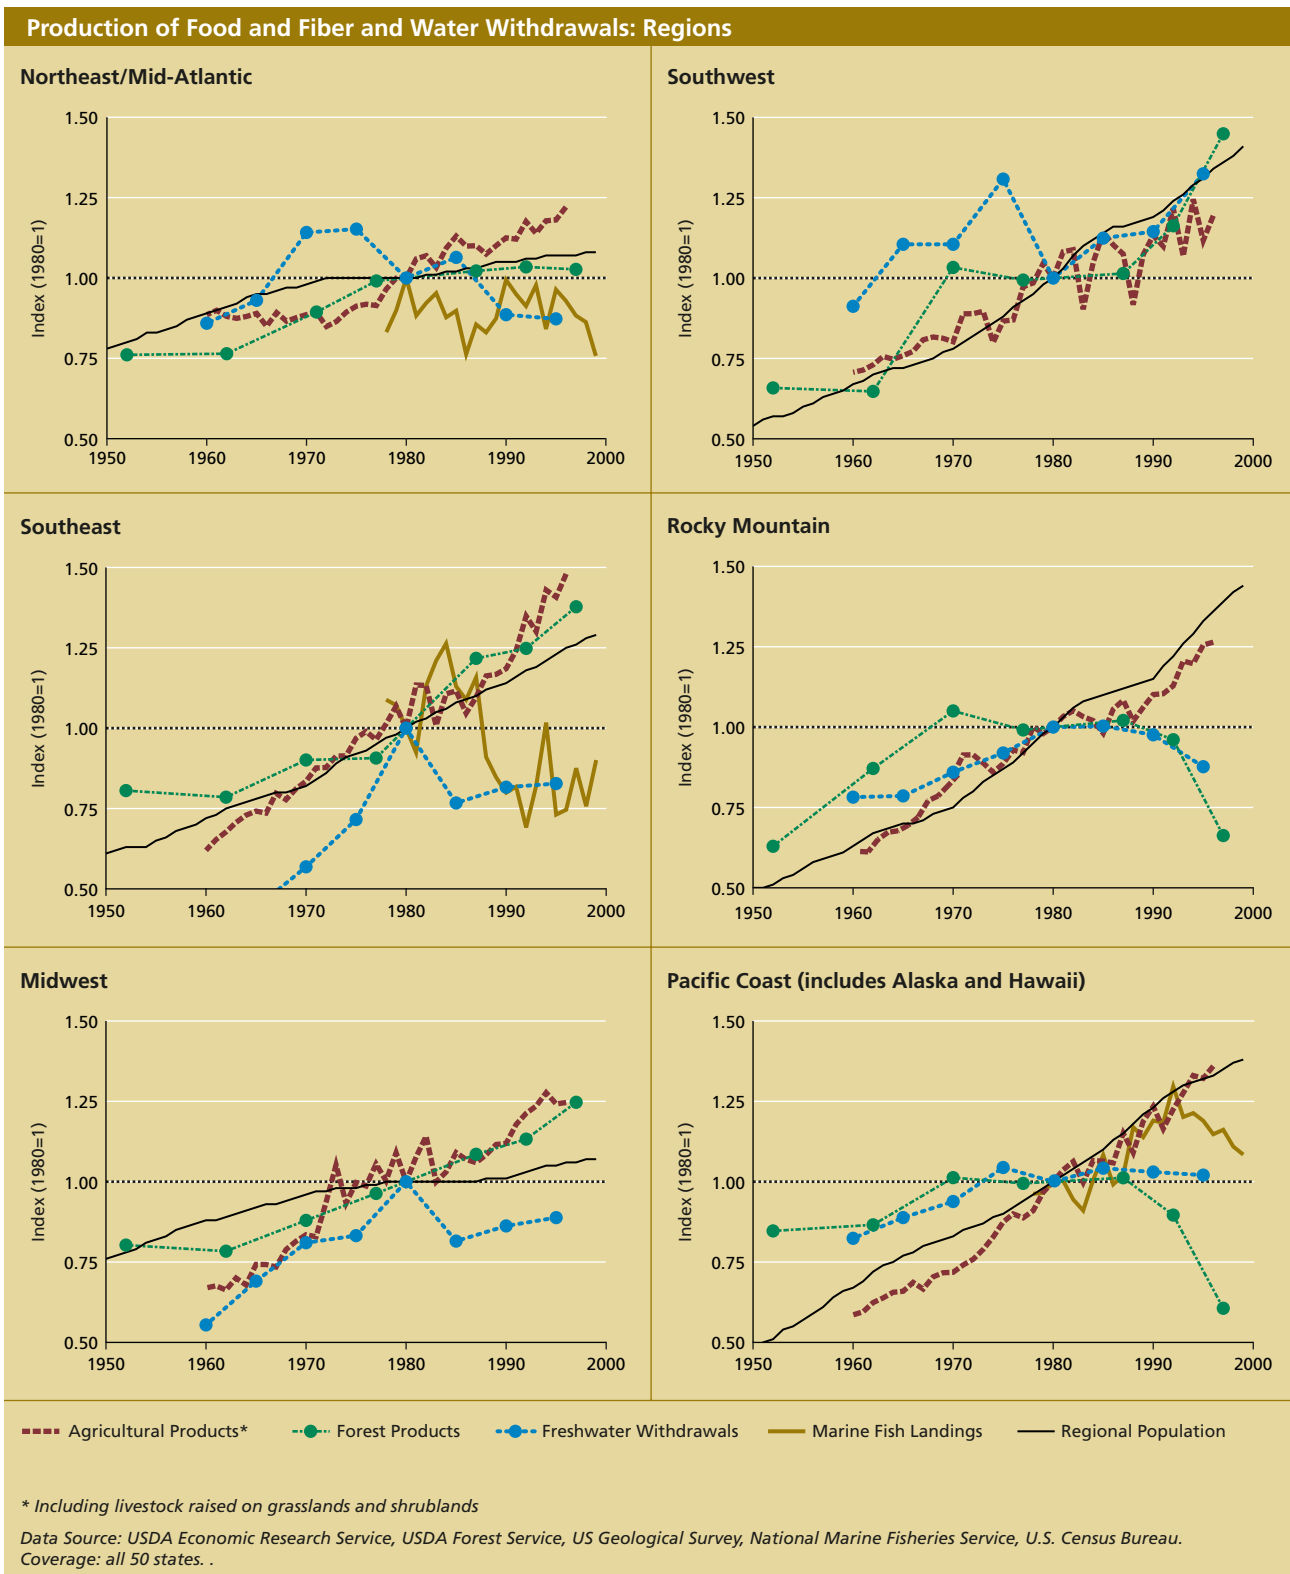 Production of Food and Fiber and Water Withdrawals: Regions
Northeast/Mid-Atlantic
Index (1980=1)
1.50
1.25
1.00
0.75
0.50
1950 1960 1970 1980 1990 2000
Southwest
Index (1980=1)
1.50
1.25
1.00
0.75
0.50
1950 1960 1970 1980 1990 2000
Southeast
Index (1980=1)
1.50
1.25
1.00
0.75
0.50
1950 1960 1970 1980 1990 2000
Rocky Mountain
Index (1980=1)
1.50
1.25
1.00
0.75
0.50
1950 1960 1970 1980 1990 2000
Midwest
Index (1980=1)
1.50
1.25
1.00
0.75
0.50
1950 1960 1970 1980 1990 2000
Pacific Coast (includes Alaska and Hawaii)
Index (1980=1)
1.50
1.25
1.00
0.75
0.50
1950 1960 1970 1980 1990 2000
Agricultural Products* Forest Products Freshwater Withdrawals Marine Fish Landings Regional Population
* Including livestock raised on grasslands and shrublands
Data Source: USDA Economic Research Service, USDA Forest Service, US Geological Survey, National Marine Fisheries Service, U.S. Census Bureau.
Coverage: all 50 states. .